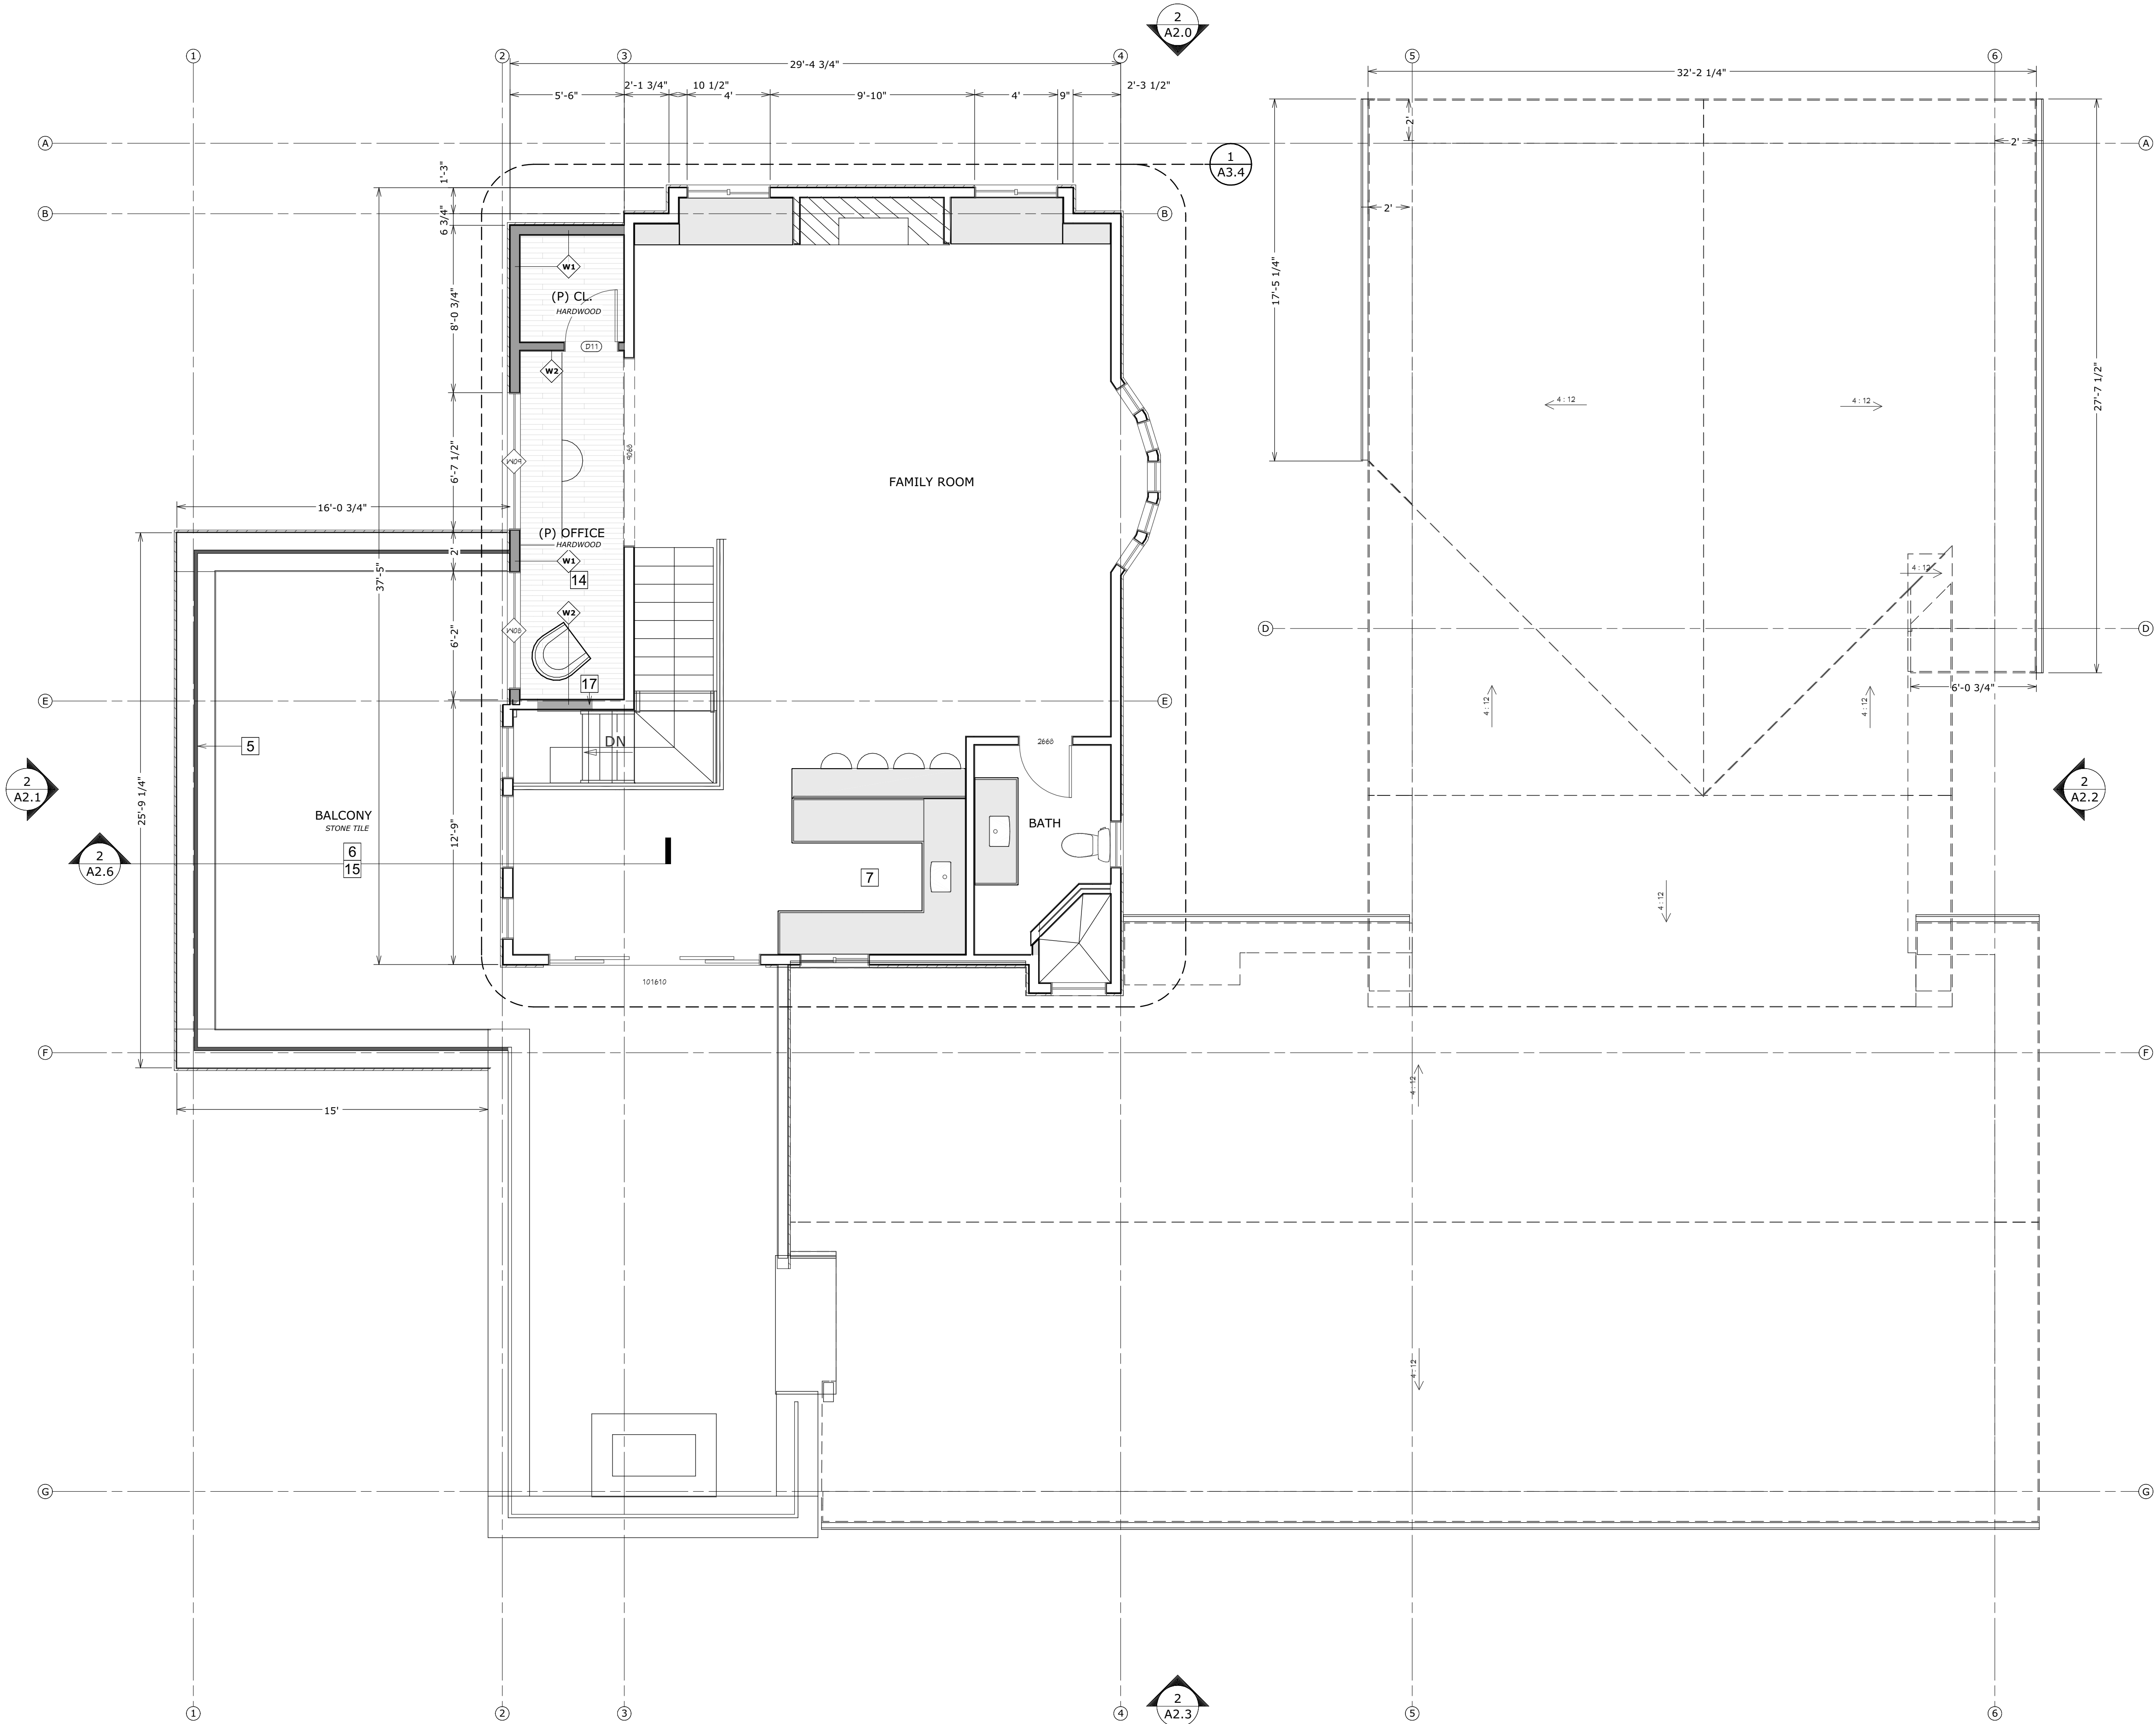 2
A2.0
1
2
3
4
5
6
29'-4 3/4"
32'-2 1/4"
5'-6"
2'-1 3/4"
10 1/2"
4'
9'-10"
4'
9"
2'-3 1/2"
2'
2'
A
A
1
A3.4
1'-3"
B
B
2'
6 3/4"
W1
(P) CL.
HARDWOOD
8'-0 3/4"
17'-5 1/4"
D11
W2
27'-7 1/2"
4 : 12
4 : 12
9060
W09
6'-7 1/2"
FAMILY ROOM
16'-0 3/4"
(P) OFFICE
HARDWOOD
2'
W1
14
37'-5"
4 : 12
W2
W08
6'-2"
D
D
17
6'-0 3/4"
E
E
4 : 12
4 : 12
5
DN
2668
2
A2.1
25'-9 1/4"
2
A2.2
BALCONY
STONE TILE
BATH
12'-9"
6
15
2
A2.6
7
4 : 12
101610
F
F
4 : 12
15'
4 : 12
G
G
2
A2.3
1
2
3
4
5
6